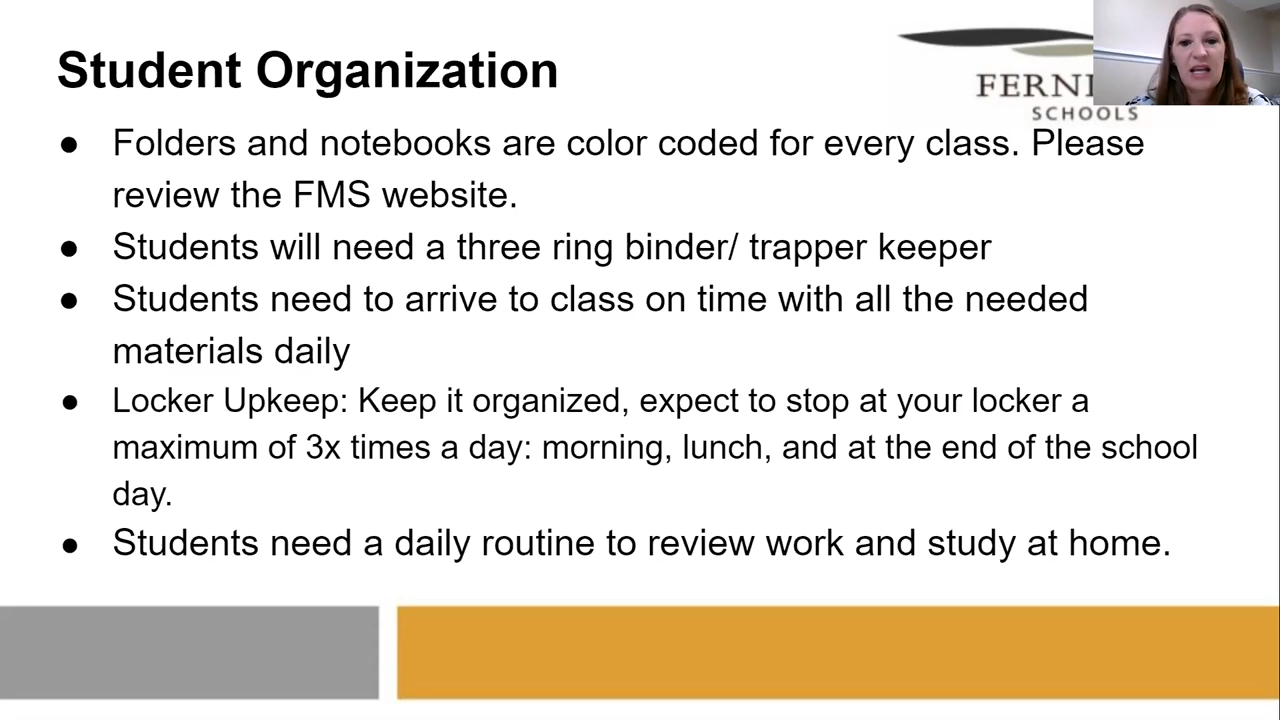 Student Organization
FERN
SCHOOLS
● Folders and notebooks are color coded for every class. Please
review the FMS website.
● Students will need a three ring binder/ trapper keeper
● Students need to arrive to class on time with all the needed
materials daily
● Locker Upkeep: Keep it organized, expect to stop at your locker a
maximum of 3x times a day: morning, lunch, and at the end of the school
day.
● Students need a daily routine to review work and study at home.